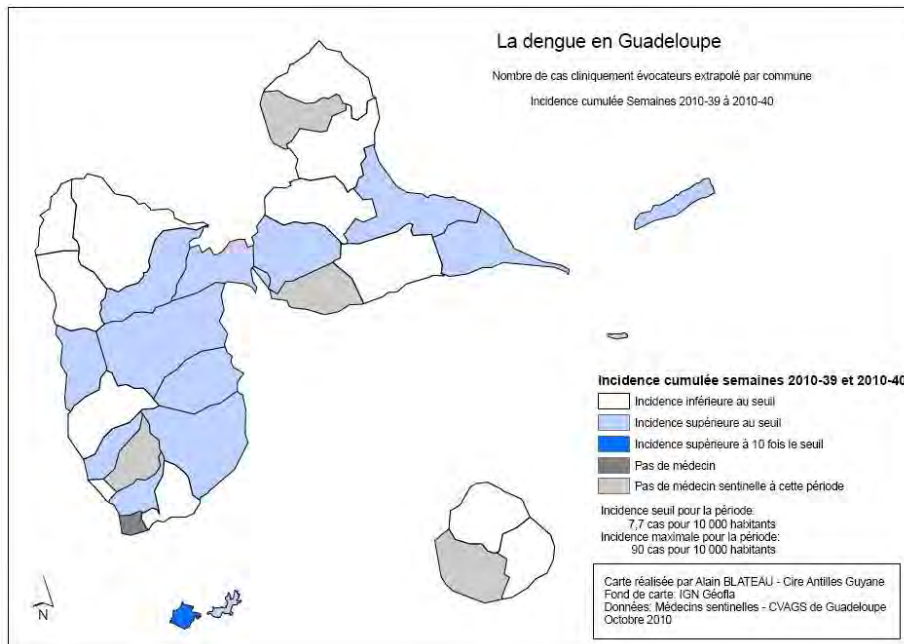 La dengue en Guadeloupe
Nombre de cas cliniquement évocateurs extrapolé par commune
Incidence cumulée Semaines 2010-39 à 2010-40
Incidence cumulée semaines 2010-39 et 2010-40
Incidence inférieure au seuil
Incidence supérieure au seuil
Incidence supérieure à 10 fois le seuil
Pas de médecin
Pas de médecin sentinelle à cette période
Incidence seuil pour la période:
7,7 cas pour 10 000 habitants
Incidence maximale pour la période:
90 cas pour 10 000 habitants
Carte réalisée par Alain BLATEAU - Cire Antilles Guyane
Fond de carte: IGN Géofla
Données: Médecins sentinelles - CVAGS de Guadeloupe
Octobre 2010
N